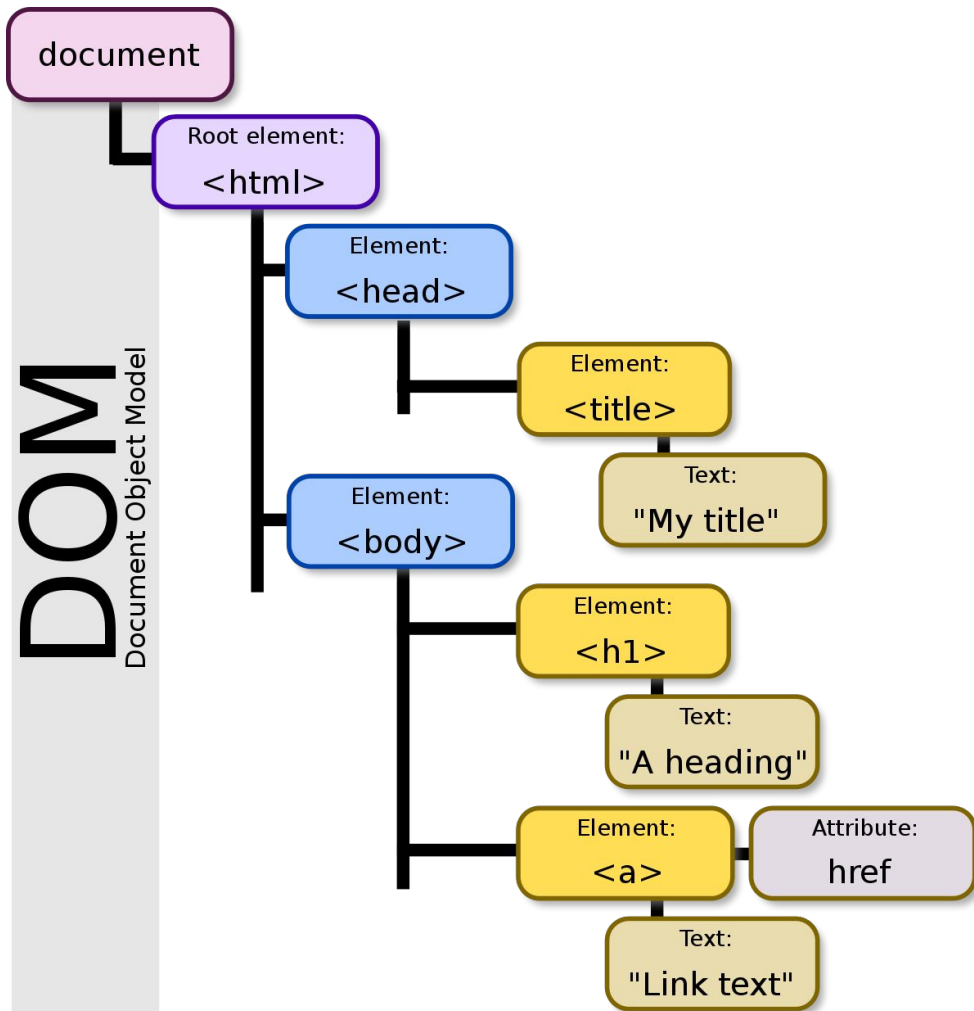 document
Root element:
<html>
Element:
<head>
Element:
<title>
Text:
"My title"
Element:
<body>
Element:
<h1>
Text:
"A heading"
Element:
<a>
Attribute:
href
Text:
"Link text"
DOM
Document Object Model